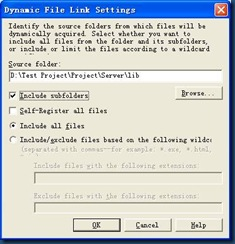 Dynamic File Link Settings
Identify the source folders from which files will be
dynamically acquired. Select whether you want to
include all files from the folder and its subfolders,
or include or limit the files according to a wildcard
Source folder:
D:\Test Project\Project\Server\lib
Include subfolders
Browse...
Self-Register all files
Include all files
Include/exclude files based on the following wildc
(separated with commas--for example: *.exe, *.html,
Include files with the following extensions:
Exclude files with the following extensions:
OK
Cancel
Help